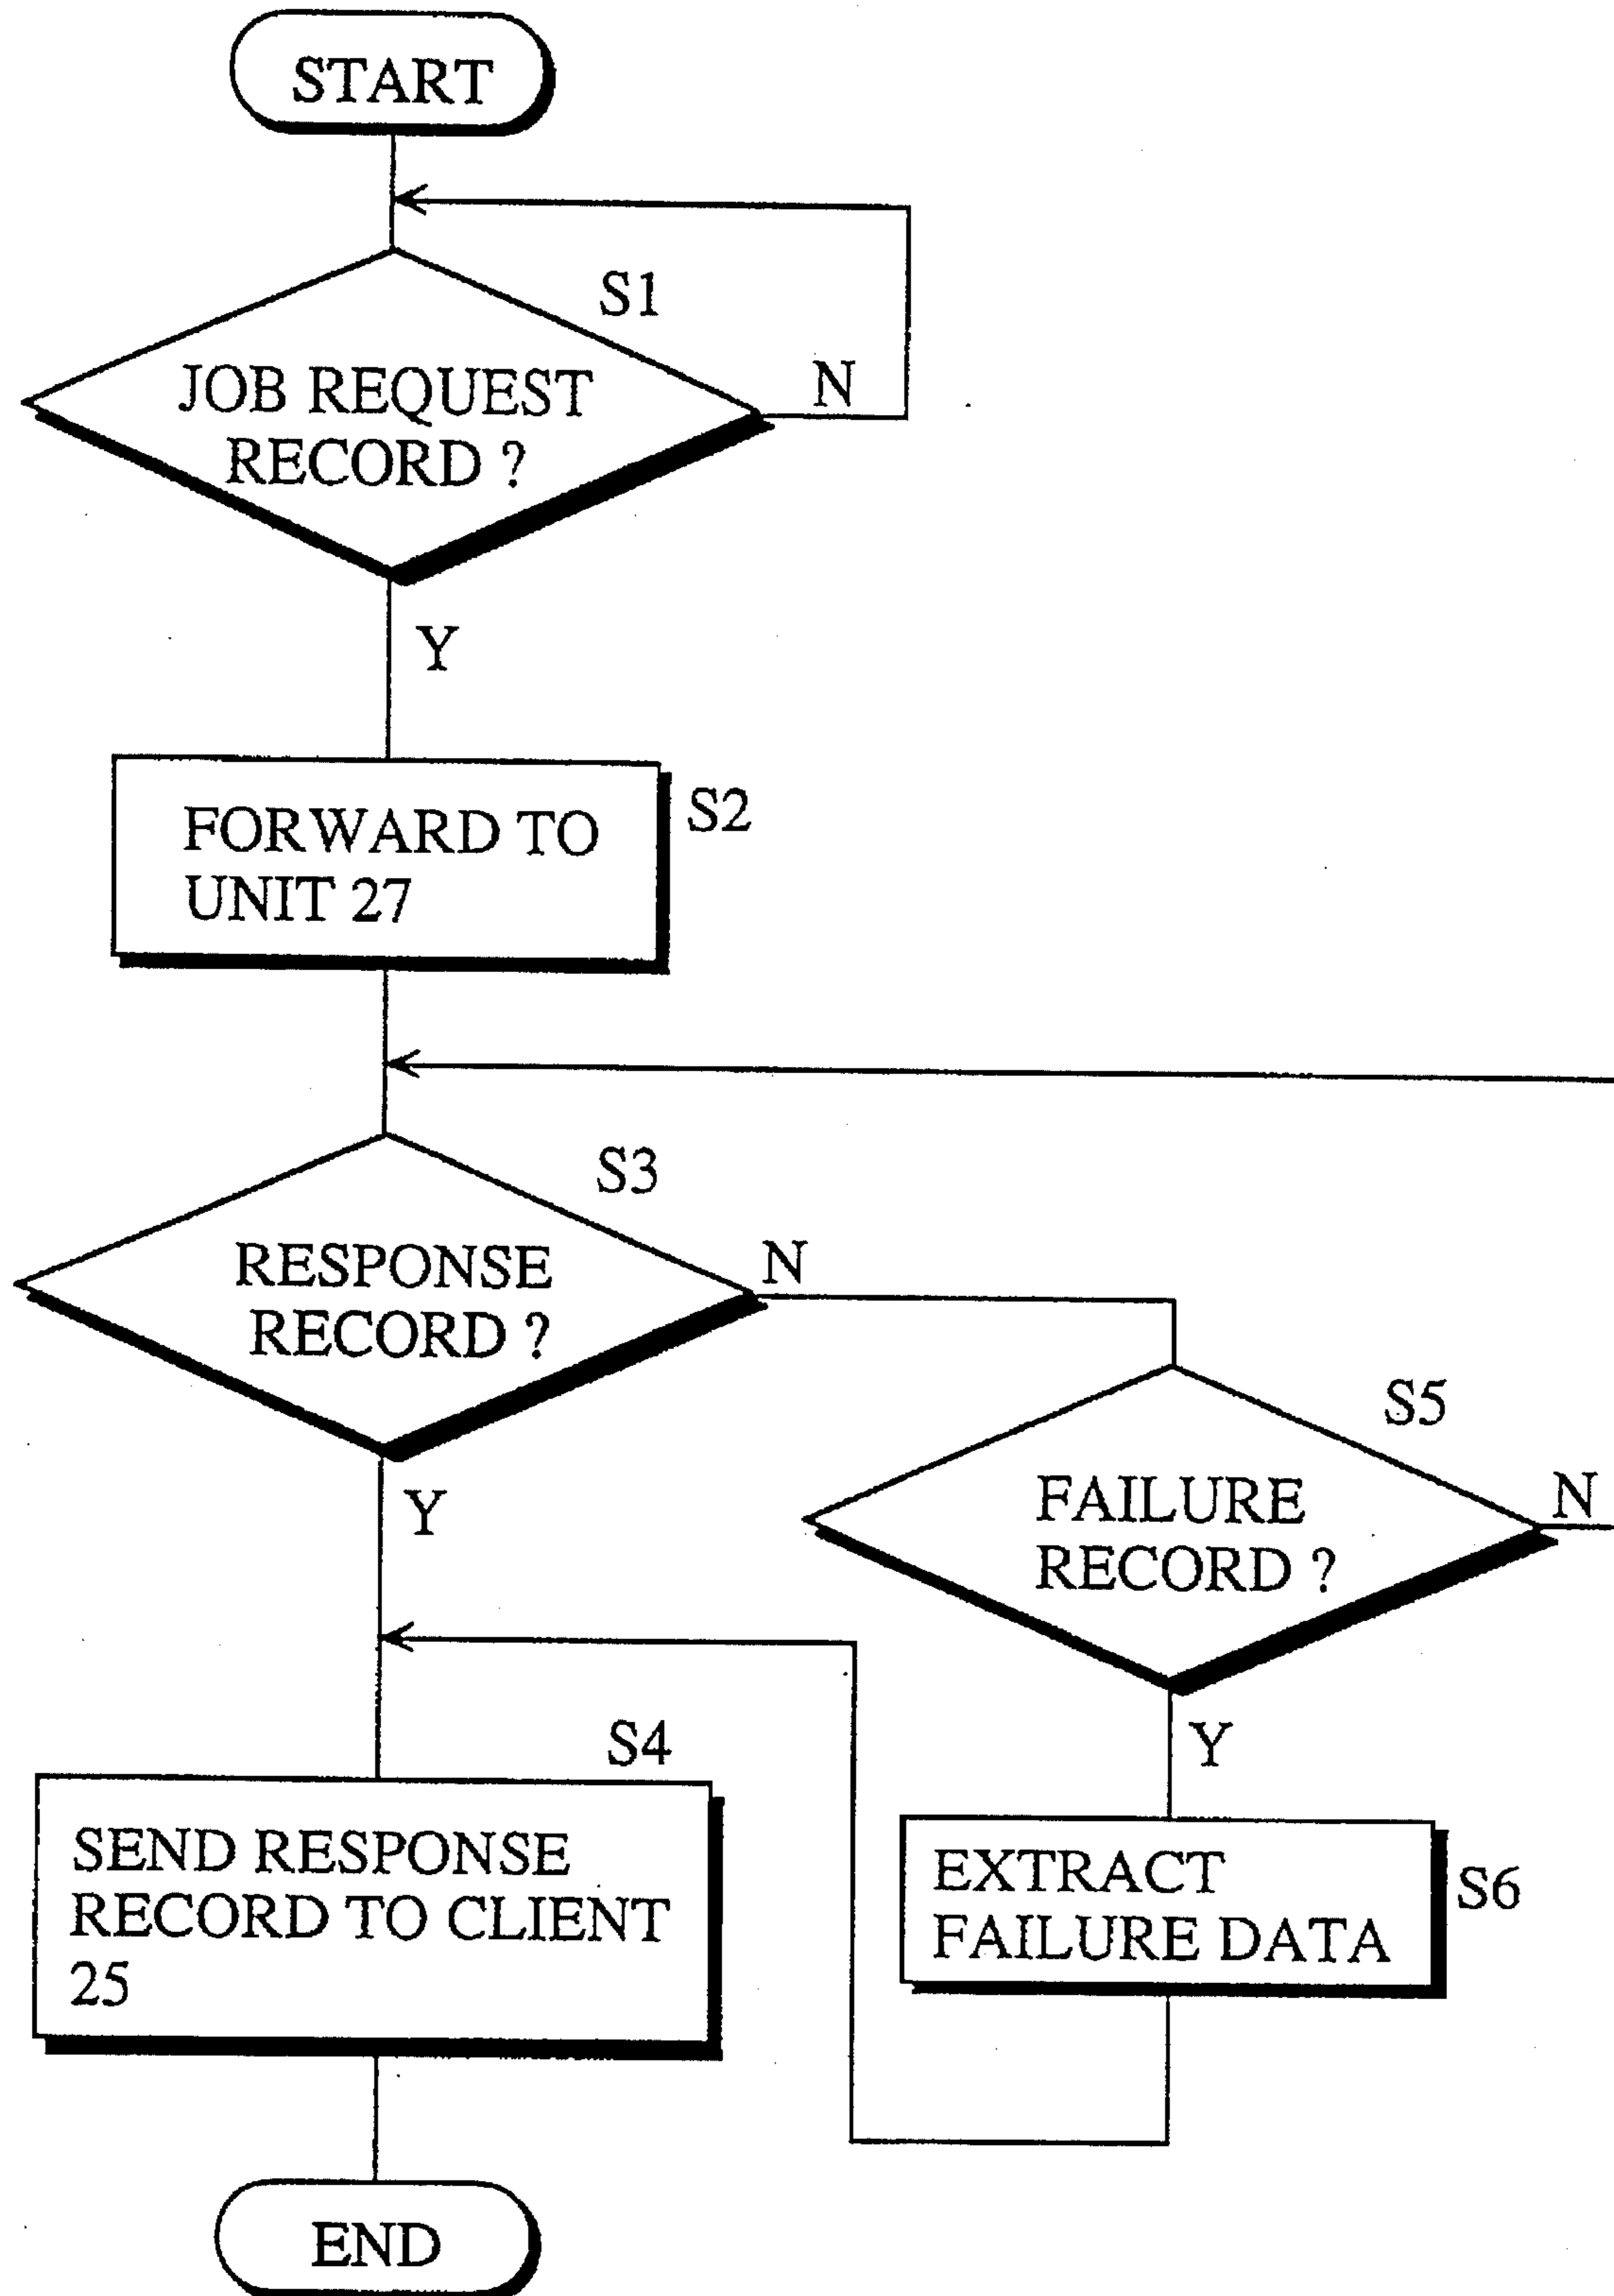 START
S1
JOB REQUEST
RECORD ?
N
Y
FORWARD TO
UNIT 27
S2
S3
RESPONSE
RECORD ?
N
Y
S5
FAILURE
RECORD ?
N
Y
S4
SEND RESPONSE
RECORD TO CLIENT
25
EXTRACT
FAILURE DATA
S6
END